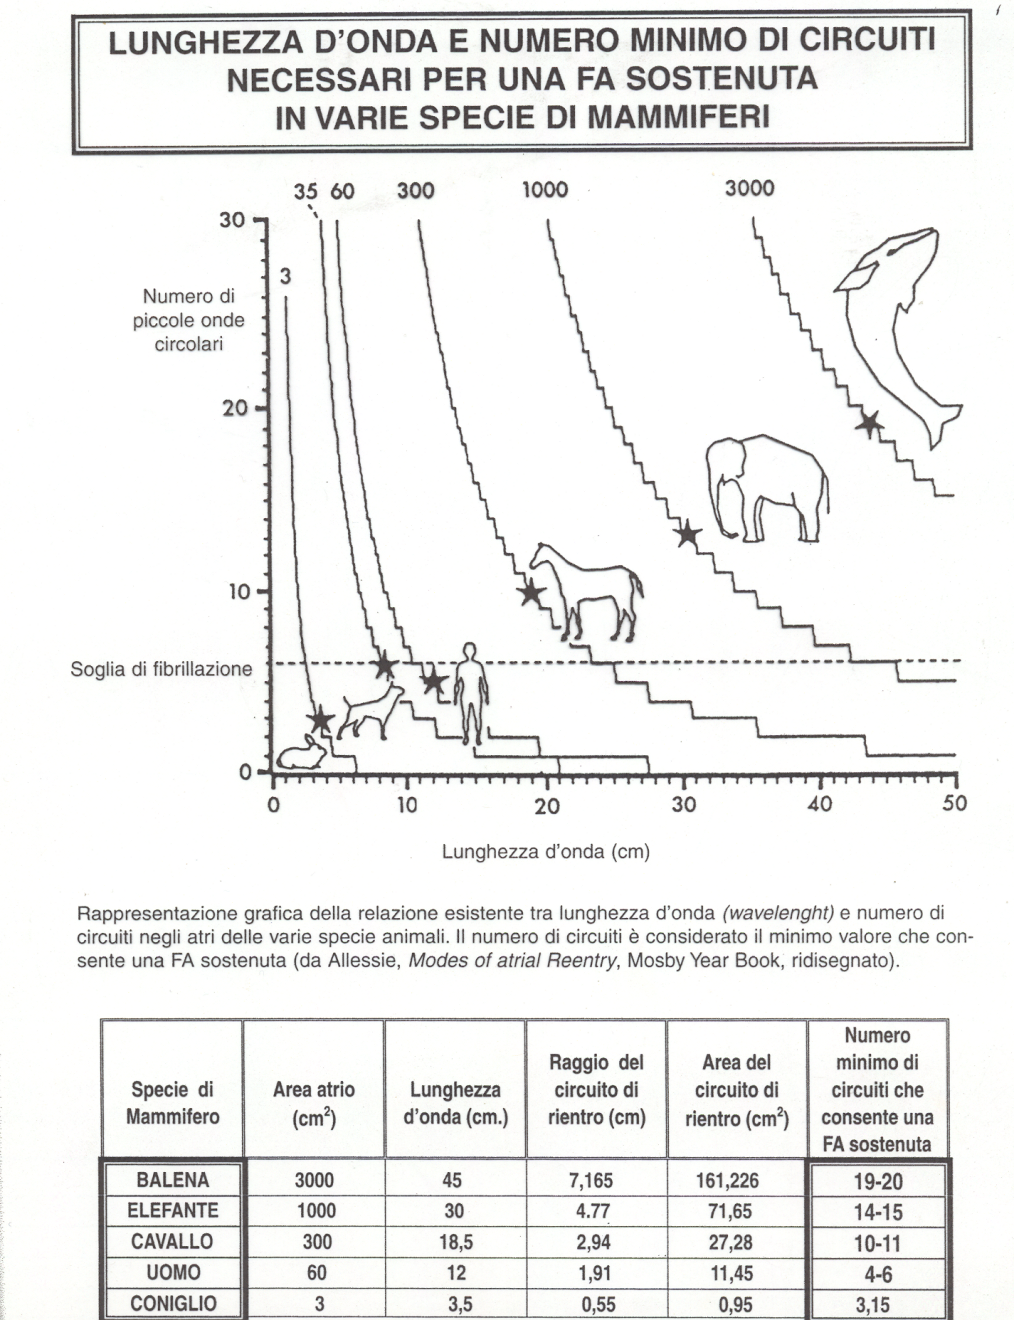 LUNGHEZZA D'ONDA E NUMERO MINIMO DI CIRCUITI
NECESSARI PER UNA FA SOSTENUTA
IN VARIE SPECIE DI MAMMIFERI
35 60 300 1000 3000
30
3
Numero di
piccole onde
circolari
20
10
Soglia di fibrillazione
0
0 10 20 30 40 50
Lunghezza d'onda (cm)
Rappresentazione grafica della relazione esistente tra lunghezza d'onda (wavelenght) e numero di
circuiti negli atri delle varie specie animali. Il numero di circuiti è considerato il minimo valore che con-
sente una FA sostenuta (da Allessie, Modes of atrial Reentry, Mosby Year Book, ridisegnato).
Specie di
Mammifero
Area atrio
(cm²)
Lunghezza
d'onda (cm.)
Raggio del
circuito di
rientro (cm)
Area del
circuito di
rientro (cm²)
Numero
minimo di
circuiti che
consente una
FA sostenuta
BALENA 3000 45 7,165 161,226 19-20
ELEFANTE 1000 30 4.77 71,65 14-15
CAVALLO 300 18,5 2,94 27,28 10-11
UOMO 60 12 1,91 11,45 4-6
CONIGLIO 3 3,5 0,55 0,95 3,15